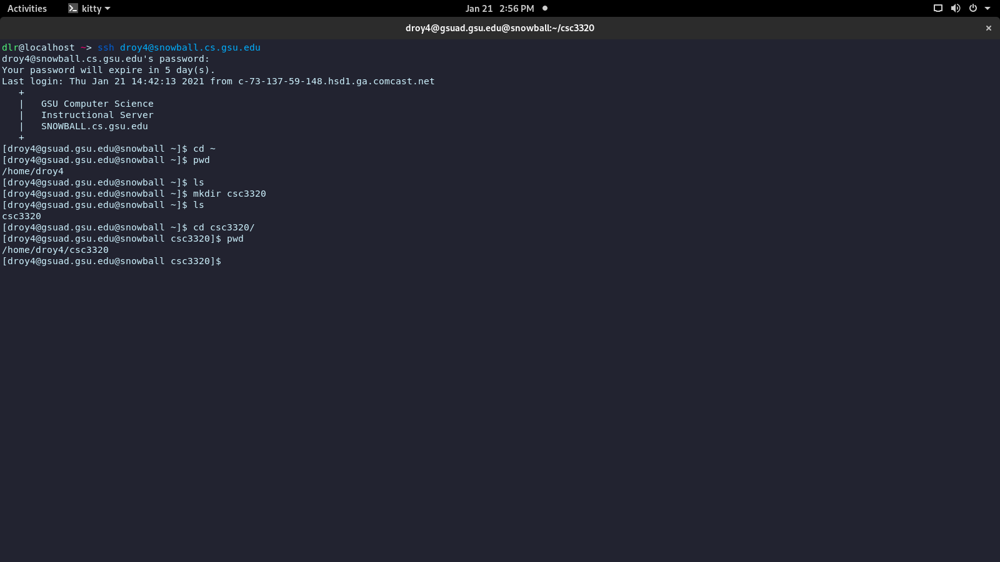 Activities kitty Jan 21 2:56 PM
droy4@gsuad.gsu.edu@snowball:~/csc3320
dlr@localhost ~> ssh droy4@snowball.cs.gsu.edu
droy4@snowball.cs.gsu.edu's password:
Your password will expire in 5 day(s).
Last login: Thu Jan 21 14:42:13 2021 from c-73-137-59-148.hsd1.ga.comcast.net
   +
   |   GSU Computer Science
   |   Instructional Server
   |   SNOWBALL.cs.gsu.edu
   +
[droy4@gsuad.gsu.edu@snowball ~]$ cd ~
[droy4@gsuad.gsu.edu@snowball ~]$ pwd
/home/droy4
[droy4@gsuad.gsu.edu@snowball ~]$ ls
[droy4@gsuad.gsu.edu@snowball ~]$ mkdir csc3320
[droy4@gsuad.gsu.edu@snowball ~]$ ls
csc3320
[droy4@gsuad.gsu.edu@snowball ~]$ cd csc3320/
[droy4@gsuad.gsu.edu@snowball csc3320]$ pwd
/home/droy4/csc3320
[droy4@gsuad.gsu.edu@snowball csc3320]$